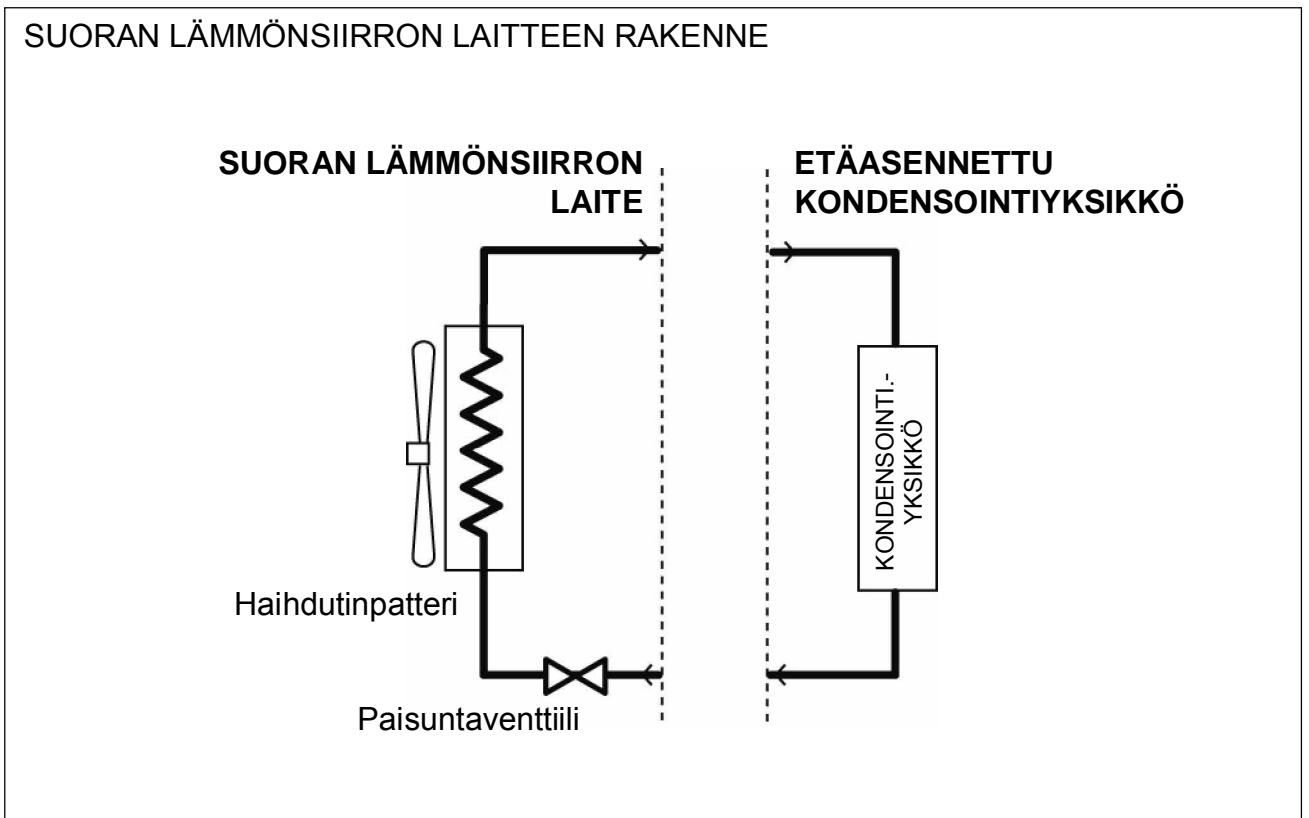 SUORAN LÄMMÖNSIIRRON LAITTEEN RAKENNE
SUORAN LÄMMÖNSIIRRON
LAITE
ETÄASENNETTU
KONDENSOINTIYKSIKKÖ
KONDENSOINTI.-
YKSIKKÖ
Haihdutinpatteri
Paisuntaventtiili